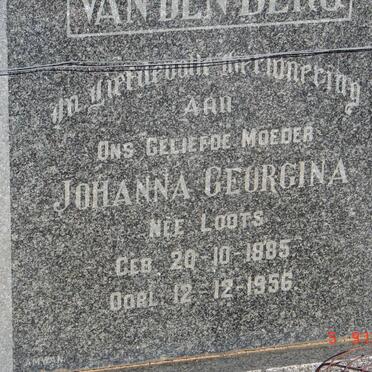 VAN DEN BERG
In Liefdevolle Herinnering
AAN
ONS GELIEFDE MOEDER
JOHANNA GEORGINA
NEE LOOTS
GEB. 20-10-1885
OORL. 12-12-1956.